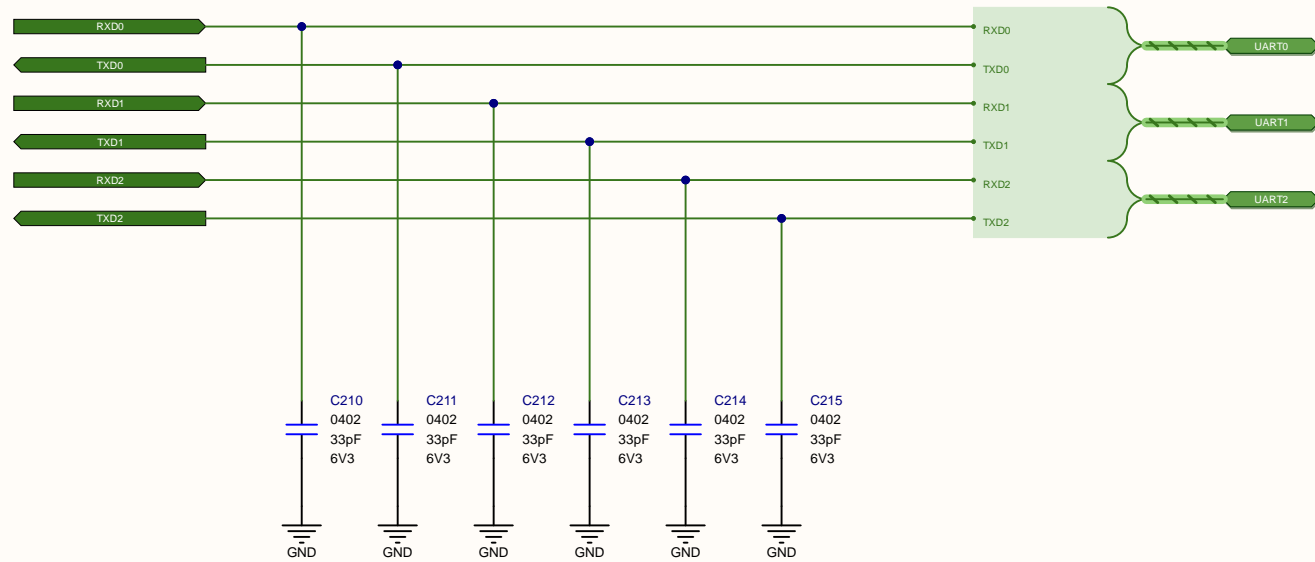 RXD0
TXD0
RXD1
TXD1
RXD2
TXD2
RXD0
TXD0
RXD1
TXD1
RXD2
TXD2
UART0
UART1
UART2
C210
0402
33pF
6V3
C211
0402
33pF
6V3
C212
0402
33pF
6V3
C213
0402
33pF
6V3
C214
0402
33pF
6V3
C215
0402
33pF
6V3
GND
GND
GND
GND
GND
GND